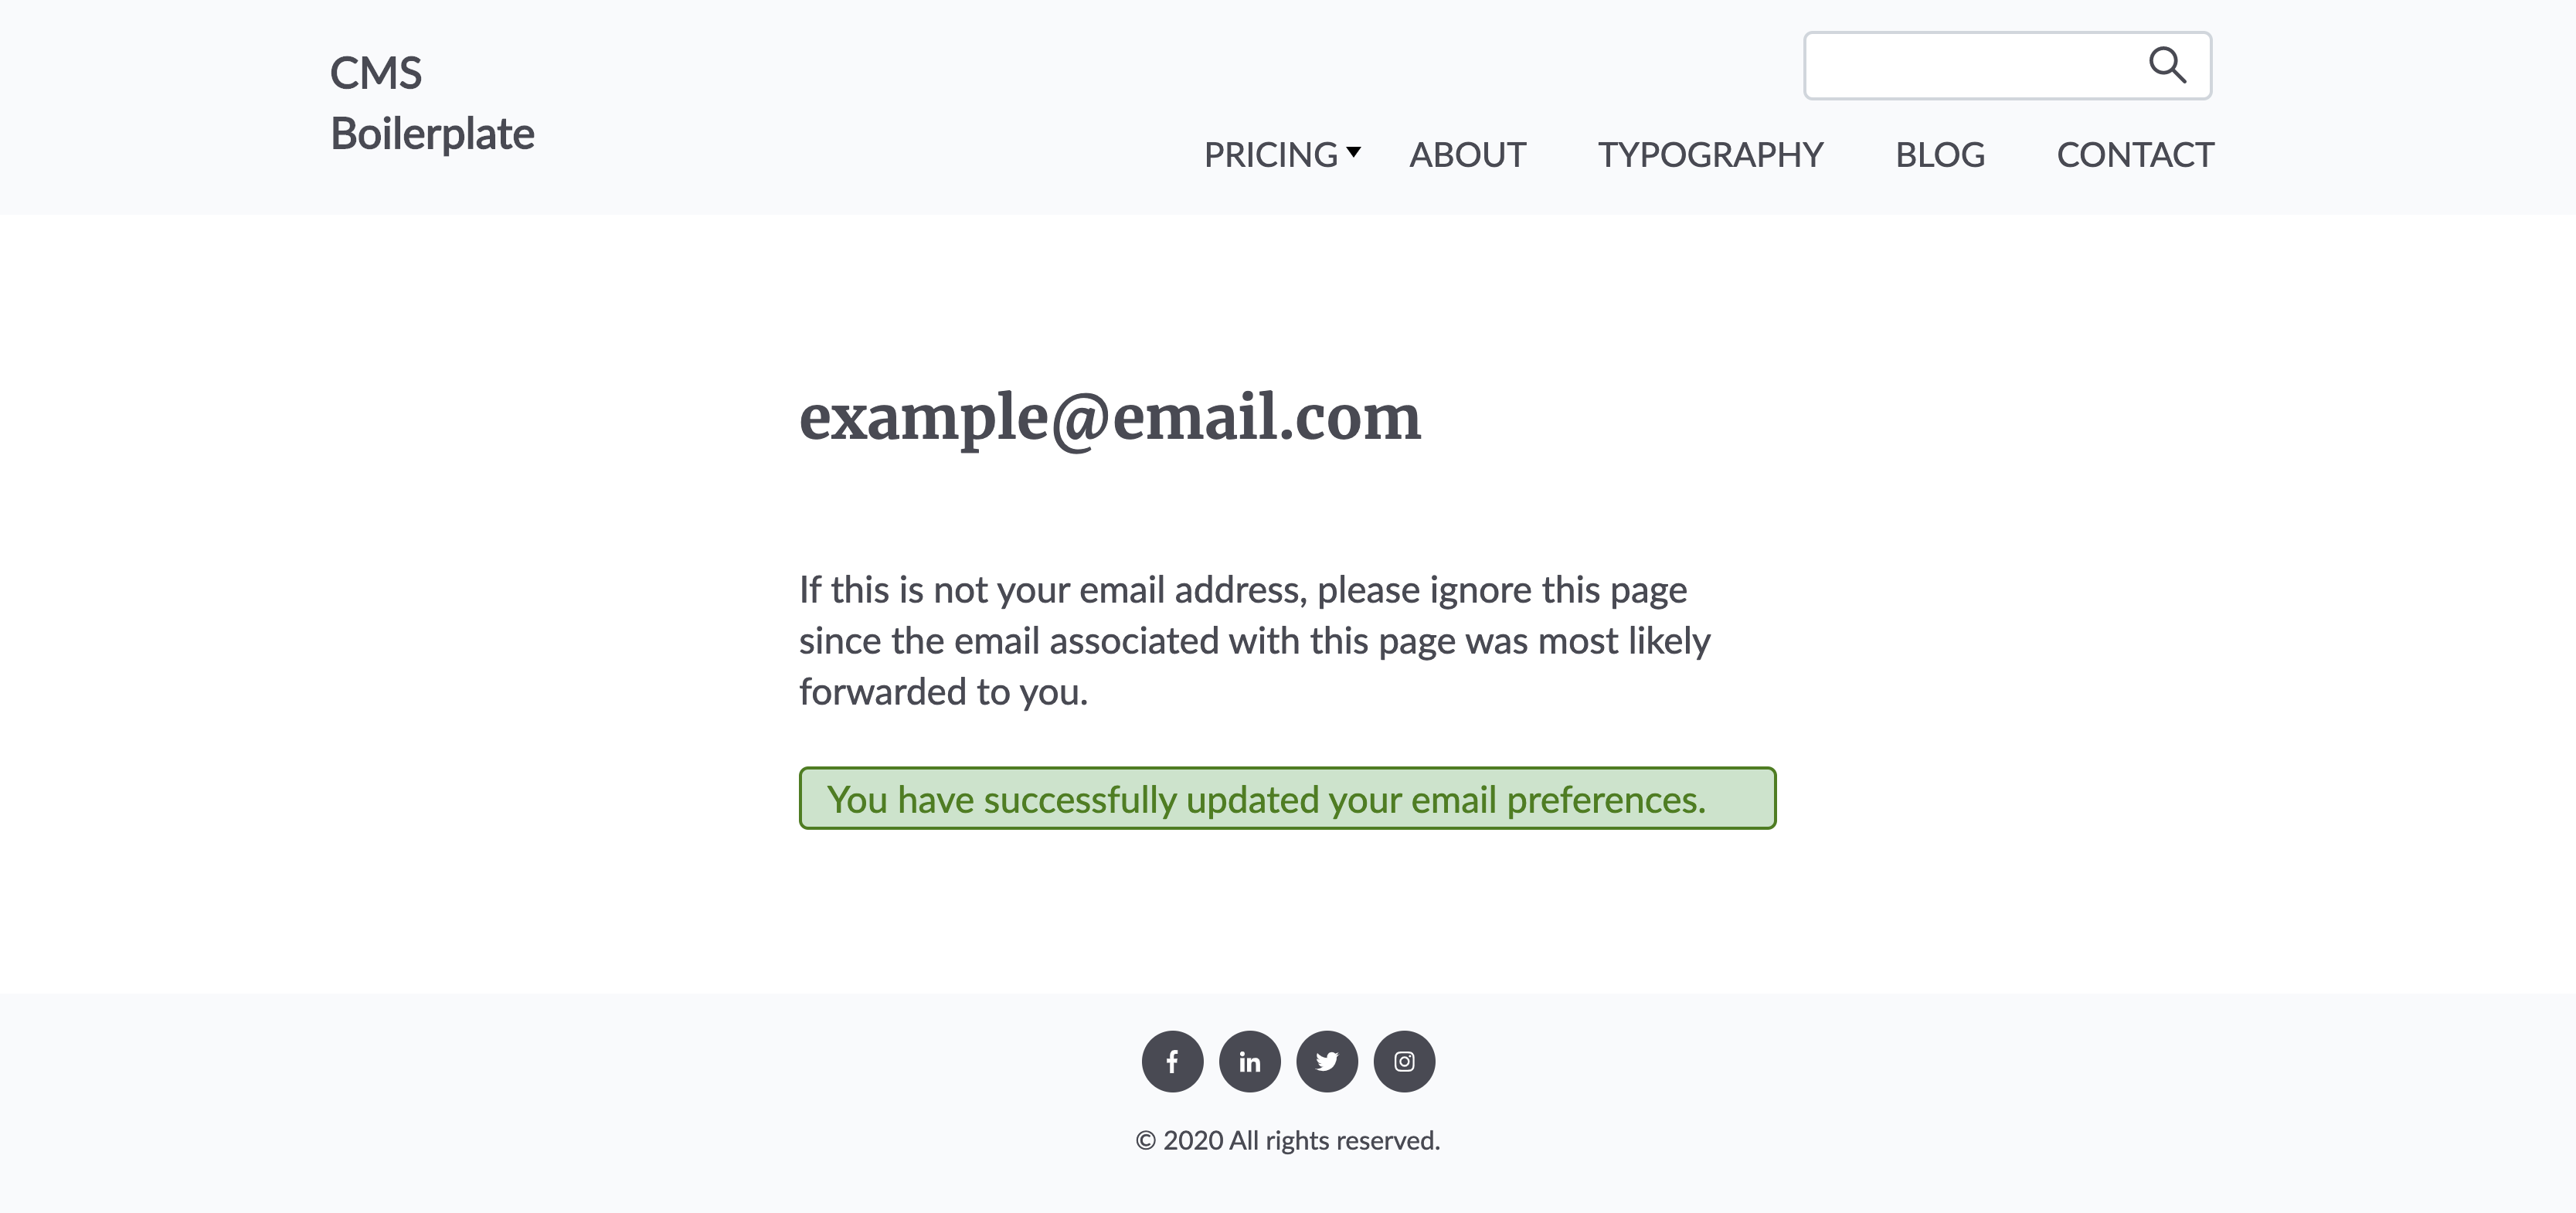 CMS
Boilerplate
PRICING
ABOUT
TYPOGRAPHY
BLOG
CONTACT
example@email.com
If this is not your email address, please ignore this page
since the email associated with this page was most likely
forwarded to you.
You have successfully updated your email preferences.
© 2020 All rights reserved.